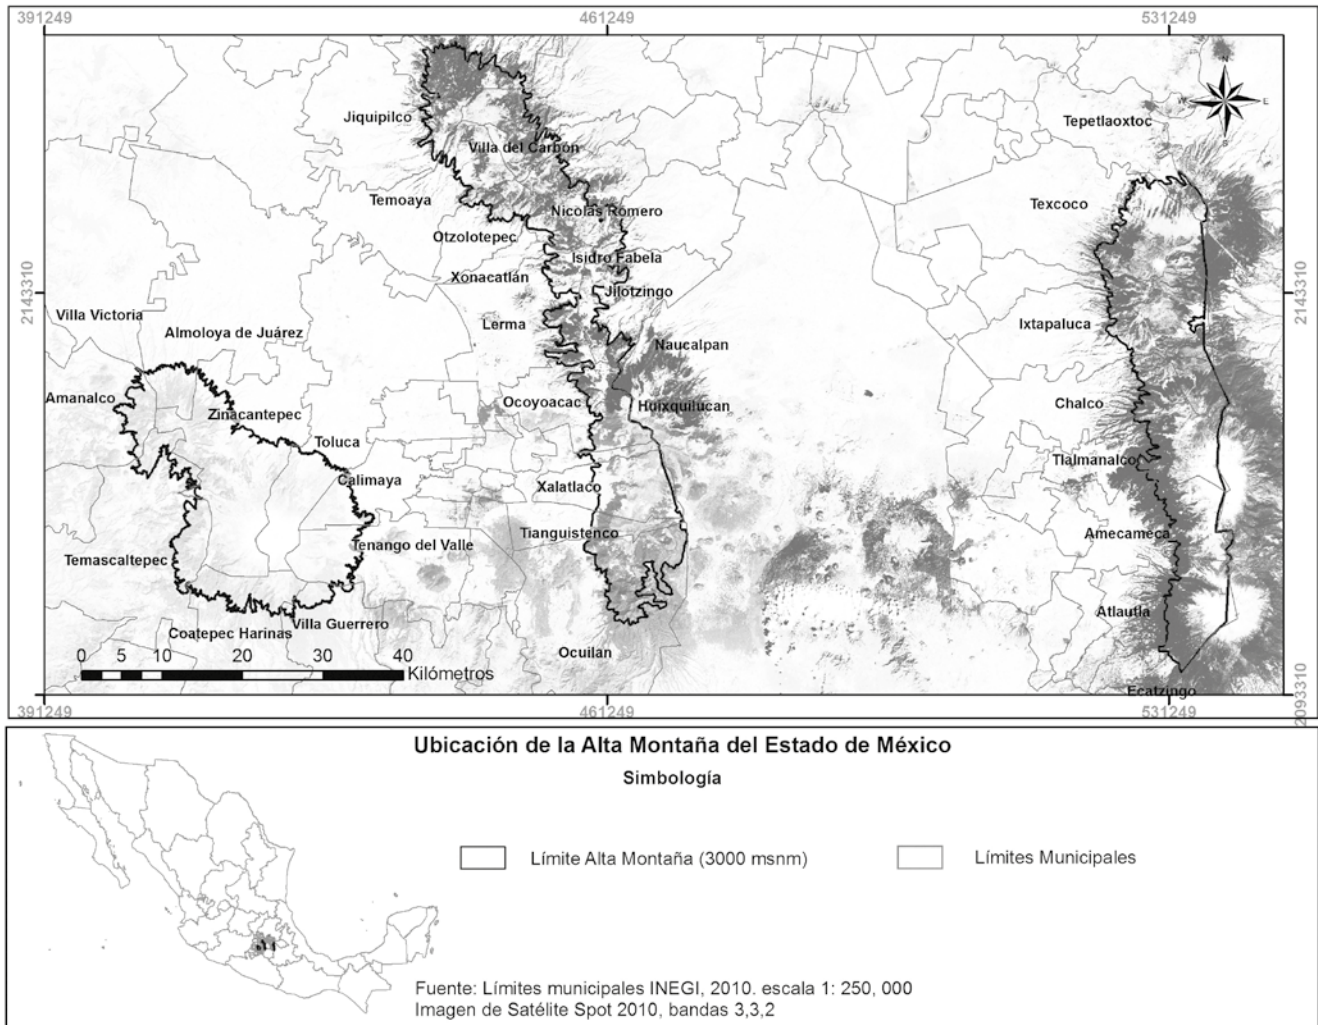 391249 461249 531249
Tepetlaoxtoc
W E
S
Jiquipilco
Villa del Carbón
Temoaya
Nicolás Romero
Texcoco
Otzolotepec
Isidro Fabela
Xonacatlán
Jilotzingo
2143310 2143310
Villa Victoria
Almoloya de Juárez
Lerma
Ixtapaluca
Naucalpan
Amanalco
Ocoyoacac
Huixquilucan
Chalco
Zinacantepec
Toluca
Tlalmanalco
Calimaya
Xalatlaco
Tianguistenco
Amecameca
Tenango del Valle
Temascaltepec
Atlautla
Villa Guerrero
Coatepec Harinas
Ocuilan
0 5 10 20 30 40
Kilómetros
Ecatzingo
2093310
391249 461249 531249
Ubicación de la Alta Montaña del Estado de México
Simbología
Límite Alta Montaña (3000 msnm) Límites Municipales
Fuente: Límites municipales INEGI, 2010. escala 1: 250, 000
Imagen de Satélite Spot 2010, bandas 3,3,2